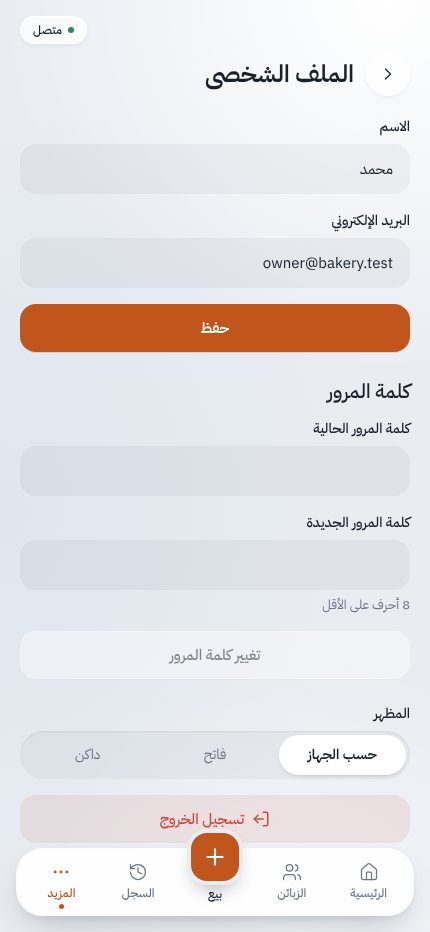 متصل
الملف الشخصي
الاسم
محمد
البريد الإلكتروني
owner@bakery.test
حفظ
كلمة المرور
كلمة المرور الحالية
كلمة المرور الجديدة
8 أحرف على الأقل
تغيير كلمة المرور
المظهر
حسب الجهاز
فاتح
داكن
تسجيل الخروج
الرئيسية
الزبائن
بيع
السجل
المزيد